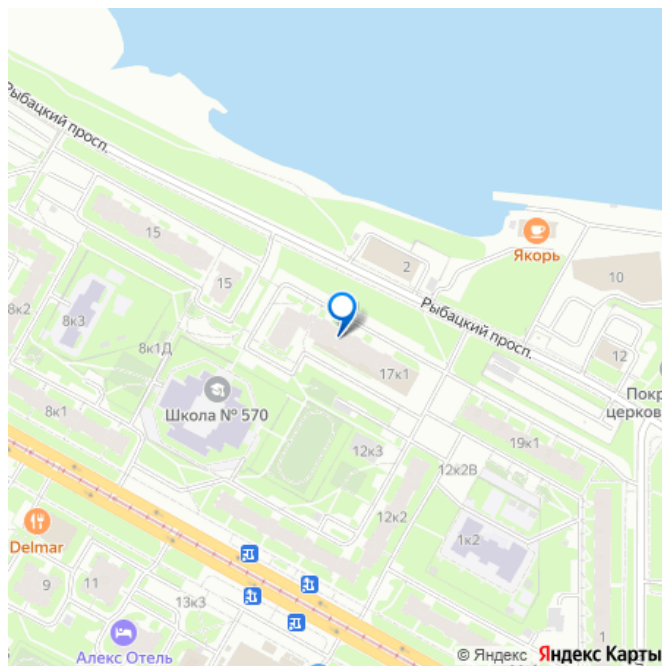 Рыбацкий просп.
15
2
Якорь
10
15
8к2
8к3
Рыбацкий просп.
8к1Д
12
17к1
Покр
церков
8к1
Школа № 570
19к1
12к3
12к2В
12к2
1к2
Delmar
9
11
13к3
1
Алекс Отель
© Яндекс Яндекс Карты